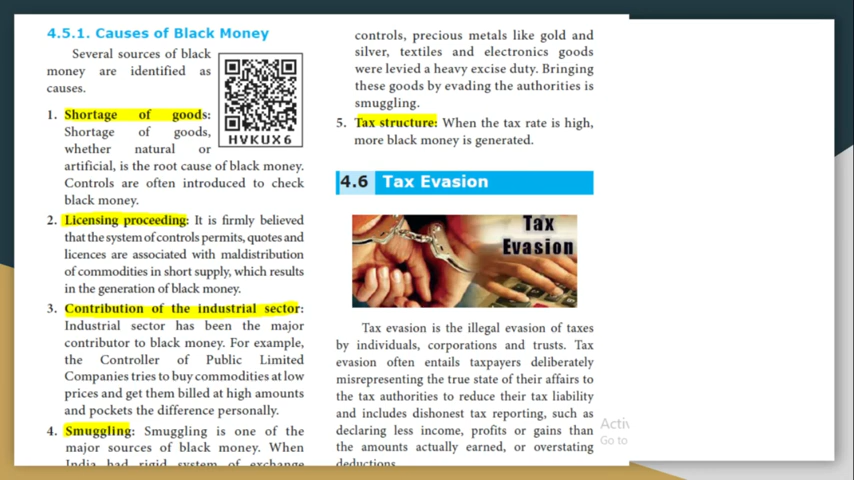 4.5.1. Causes of Black Money
Several sources of black
money are identified as
causes.
HVKUX6
1. Shortage of goods:
Shortage of goods,
whether natural or
artificial, is the root cause of black money.
Controls are often introduced to check
black money.
2. Licensing proceeding: It is firmly believed
that the system of controls permits, quotes and
licences are associated with maldistribution
of commodities in short supply, which results
in the generation of black money.
3. Contribution of the industrial sector:
Industrial sector has been the major
contributor to black money. For example,
the Controller of Public Limited
Companies tries to buy commodities at low
prices and get them billed at high amounts
and pockets the difference personally.
4. Smuggling: Smuggling is one of the
major sources of black money. When
India had rigid system of exchange
controls, precious metals like gold and
silver, textiles and electronics goods
were levied a heavy excise duty. Bringing
these goods by evading the authorities is
smuggling.
5. Tax structure: When the tax rate is high,
more black money is generated.
4.6 Tax Evasion
Tax
Evasion
Tax evasion is the illegal evasion of taxes
by individuals, corporations and trusts. Tax
evasion often entails taxpayers deliberately
misrepresenting the true state of their affairs to
the tax authorities to reduce their tax liability
and includes dishonest tax reporting, such as
declaring less income, profits or gains than
the amounts actually earned, or overstating
deductions.
Activ
Go to